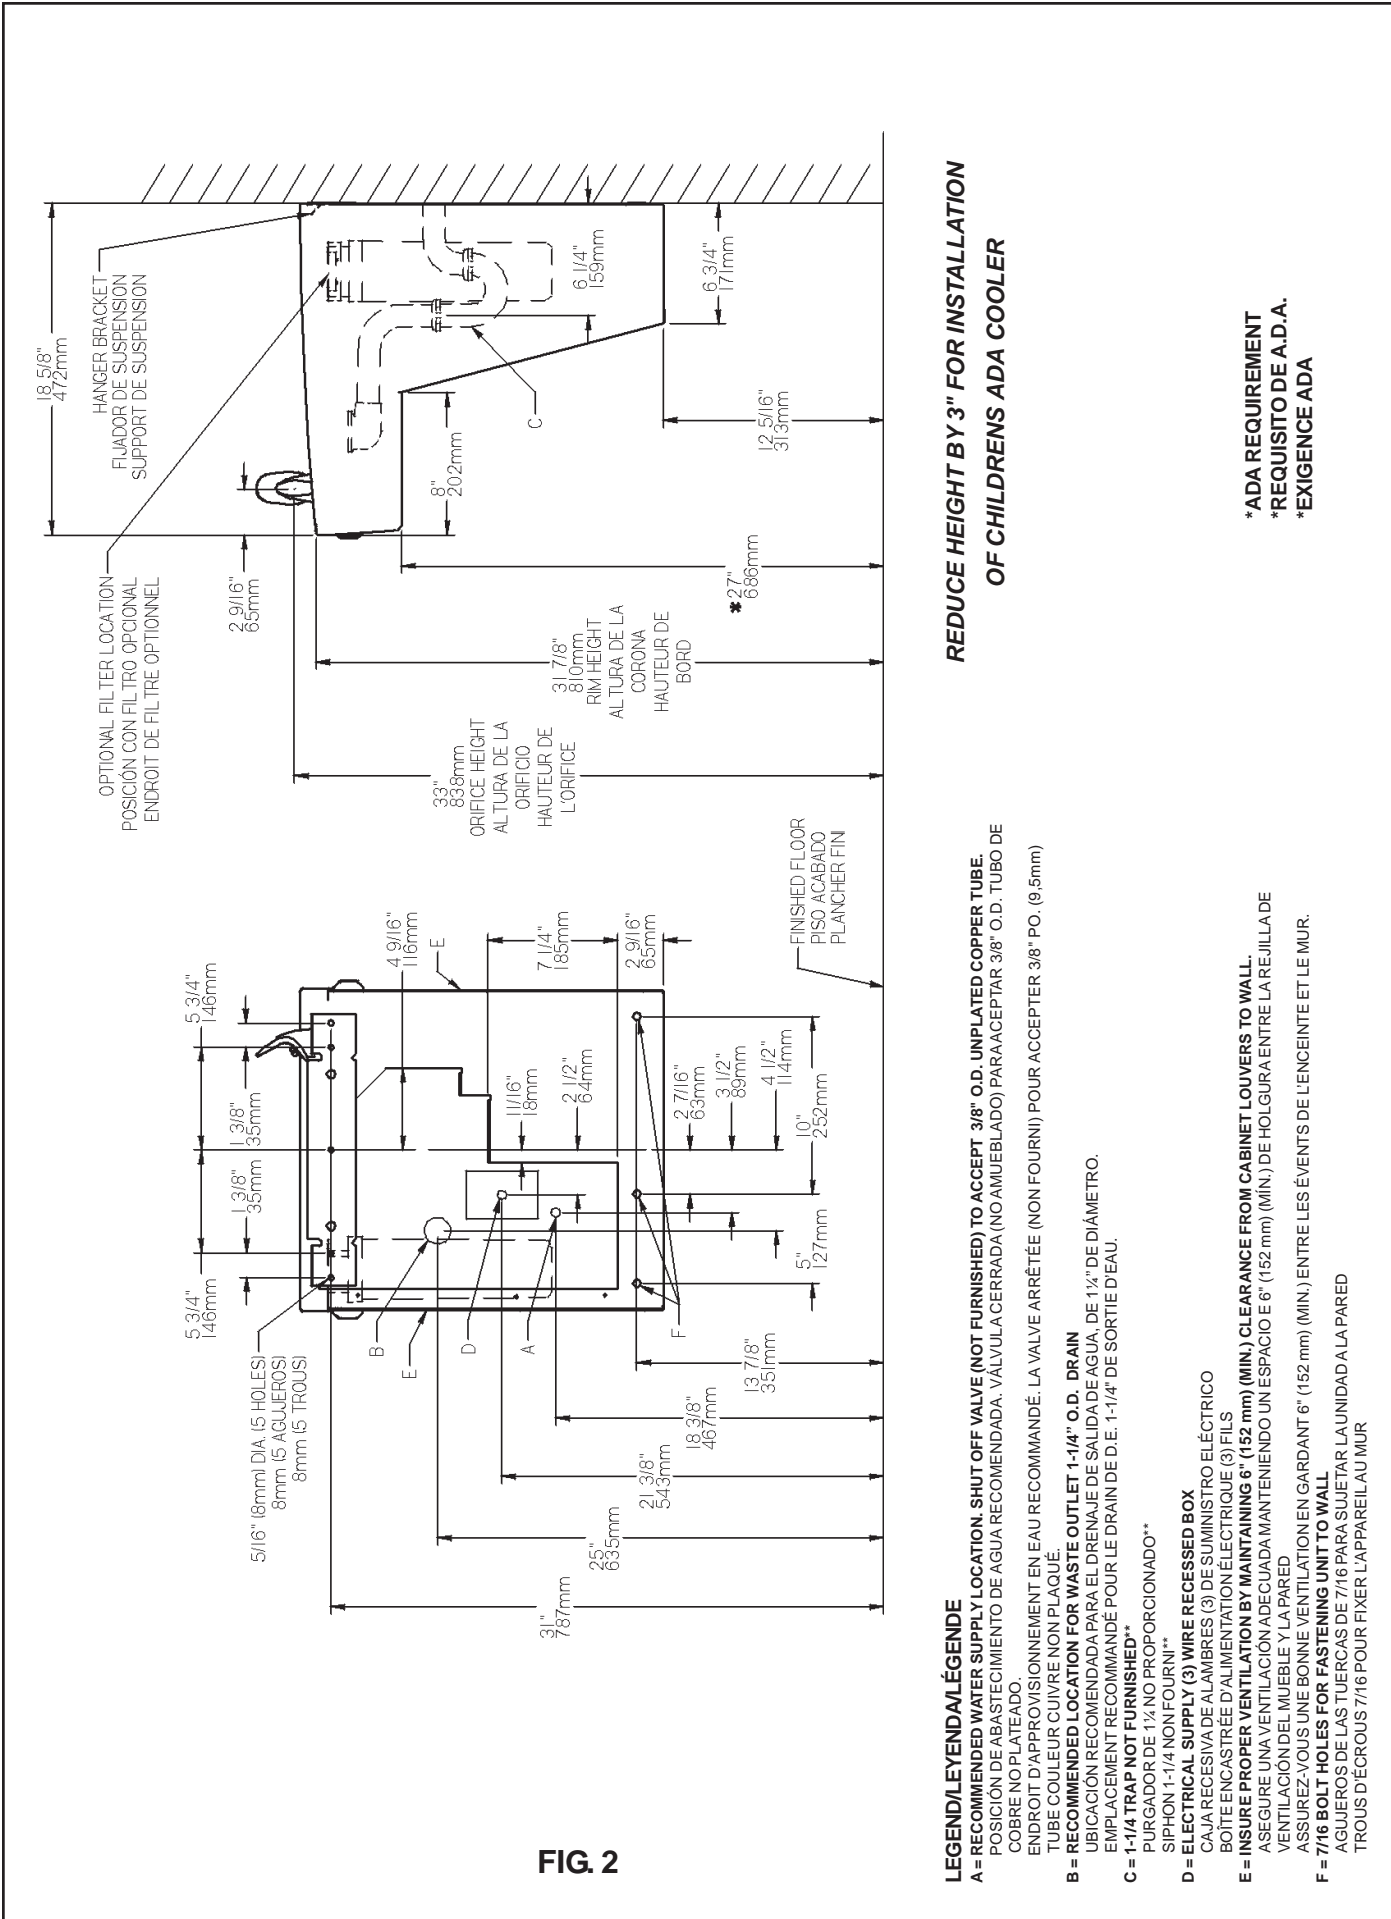 18 5/8"
472mm
HANGER BRACKET
FIJADOR DE SUSPENSION
SUPPORT DE SUSPENSION
OPTIONAL FILTER LOCATION
POSICIÓN CON FILTRO OPCIONAL
ENDROIT DE FILTRE OPTIONNEL
2 9/16"
65mm
6 1/4"
159mm
6 3/4"
171mm
C
8"
202mm
12 5/16"
313mm
*27"
686mm
31 7/8"
810mm
RIM HEIGHT
ALTURA DE LA
CORONA
HAUTEUR DE
BORD
33"
838mm
ORIFICE HEIGHT
ALTURA DE LA
ORIFICIO
HAUTEUR DE
L'ORIFICE
FINISHED FLOOR
PISO ACABADO
PLANCHER FINI
5 3/4"
146mm
1 3/8"
35mm
1 3/8"
35mm
5 3/4"
146mm
5/16" (8mm) DIA. (5 HOLES)
8mm (5 AGUJEROS)
8mm (5 TROUS)
4 9/16"
116mm
E
7 1/4"
185mm
2 9/16"
65mm
11/16"
18mm
2 1/2"
64mm
2 7/16"
63mm
3 1/2"
89mm
4 1/2"
114mm
10"
252mm
5"
127mm
B
E
D
A
F
13 7/8"
351mm
18 3/8"
467mm
21 3/8"
543mm
25"
635mm
31"
787mm
REDUCE HEIGHT BY 3" FOR INSTALLATION
OF CHILDRENS ADA COOLER
*ADA REQUIREMENT
*REQUISITO DE A.D.A.
*EXIGENCE ADA
LEGEND/LEYENDA/LÉGENDE
A = RECOMMENDED WATER SUPPLY LOCATION. SHUT OFF VALVE (NOT FURNISHED) TO ACCEPT 3/8" O.D. UNPLATED COPPER TUBE.
POSICIÓN DE ABASTECIMIENTO DE AGUA RECOMENDADA. VÁLVULA CERRADA (NO AMUEBLADO) PARA ACEPTAR 3/8" O.D. TUBO DE
COBRE NO PLATEADO.
ENDROIT D'APPROVISIONNEMENT EN EAU RECOMMANDÉ. LA VALVE ARRÊTÉE (NON FOURNI) POUR ACCEPTER 3/8" PO. (9,5mm)
TUBE COULEUR CUIVRE NON PLAQUÉ.
B = RECOMMENDED LOCATION FOR WASTE OUTLET 1-1/4" O.D. DRAIN
UBICACIÓN RECOMENDADA PARA EL DRENAJE DE SALIDA DE AGUA, DE 1¼" DE DIÁMETRO.
EMPLACEMENT RECOMMANDÉ POUR LE DRAIN DE D.E. 1-1/4" DE SORTIE D'EAU.
C = 1-1/4 TRAP NOT FURNISHED**
PURGADOR DE 1¼ NO PROPORCIONADO**
SIPHON 1-1/4 NON FOURNI**
D = ELECTRICAL SUPPLY (3) WIRE RECESSED BOX
CAJA RECESIVA DE ALAMBRES (3) DE SUMINISTRO ELÉCTRICO
BOÎTE ENCASTRÉE D'ALIMENTATION ÉLECTRIQUE (3) FILS
E = INSURE PROPER VENTILATION BY MAINTAINING 6" (152 mm) (MIN.) CLEARANCE FROM CABINET LOUVERS TO WALL.
ASEGURE UNA VENTILACIÓN ADECUADA MANTENIENDO UN ESPACIO E 6" (152 mm) (MÍN.) DE HOLGURA ENTRE LA REJILLA DE
VENTILACIÓN DEL MUEBLE Y LA PARED
ASSUREZ-VOUS UNE BONNE VENTILATION EN GARDANT 6" (152 mm) (MIN.) ENTRE LES ÉVENTS DE L'ENCEINTE ET LE MUR.
F = 7/16 BOLT HOLES FOR FASTENING UNIT TO WALL
AGUJEROS DE LAS TUERCAS DE 7/16 PARA SUJETAR LA UNIDAD A LA PARED
TROUS D'ÉCROUS 7/16 POUR FIXER L'APPAREIL AU MUR
FIG. 2